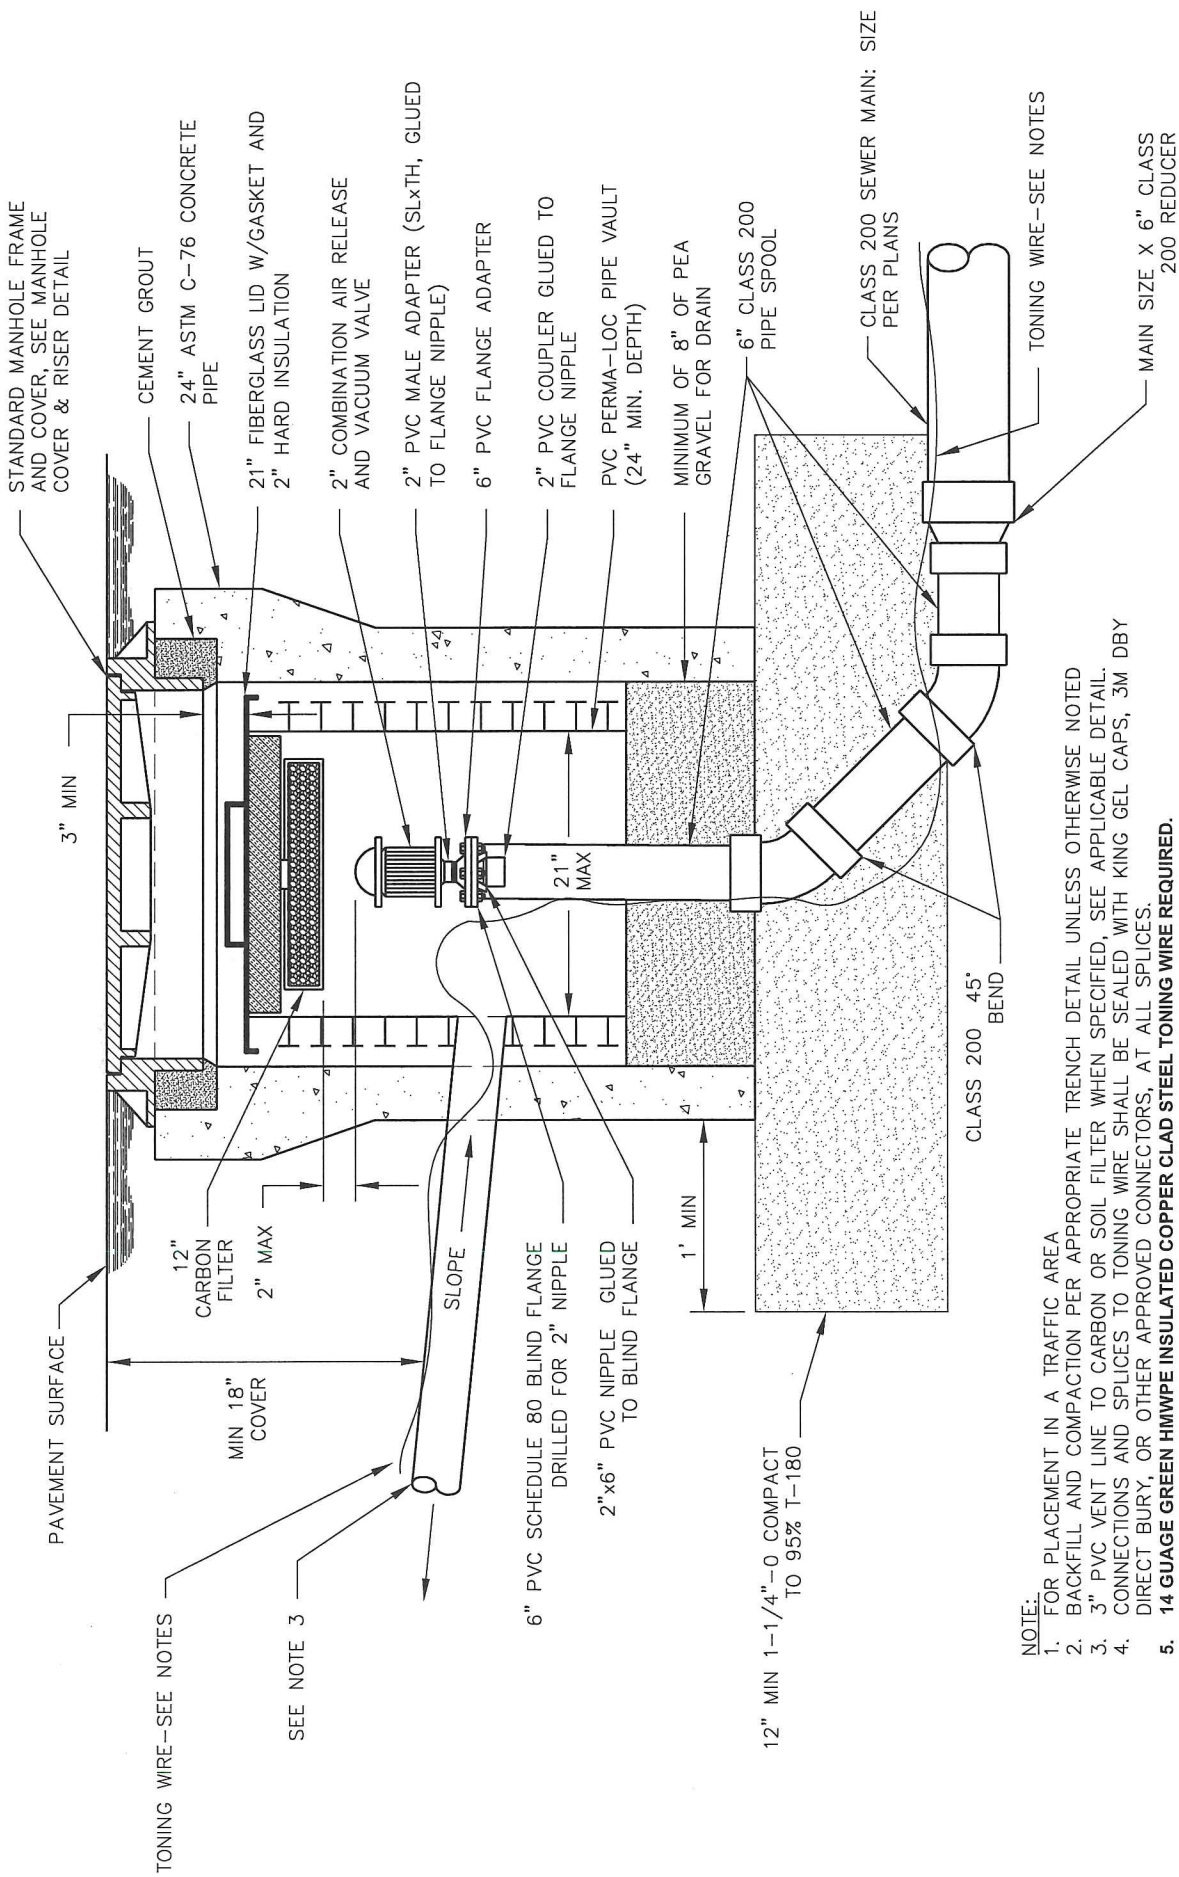 STANDARD MANHOLE FRAME
AND COVER, SEE MANHOLE
COVER & RISER DETAIL
CEMENT GROUT
24" ASTM C-76 CONCRETE
PIPE
21" FIBERGLASS LID W/GASKET AND
2" HARD INSULATION
2" COMBINATION AIR RELEASE
AND VACUUM VALVE
2" PVC MALE ADAPTER (SLxTH, GLUED
TO FLANGE NIPPLE)
6" PVC FLANGE ADAPTER
2" PVC COUPLER GLUED TO
FLANGE NIPPLE
PVC PERMA-LOC PIPE VAULT
(24" MIN. DEPTH)
MINIMUM OF 8" OF PEA
GRAVEL FOR DRAIN
6" CLASS 200
PIPE SPOOL
CLASS 200 SEWER MAIN: SIZE
PER PLANS
TONING WIRE-SEE NOTES
MAIN SIZE X 6" CLASS
200 REDUCER
3" MIN
21"
MAX
PAVEMENT SURFACE
12"
CARBON
FILTER
2" MAX
MIN 18"
COVER
SLOPE
TONING WIRE-SEE NOTES
SEE NOTE 3
6" PVC SCHEDULE 80 BLIND FLANGE
DRILLED FOR 2" NIPPLE
2"x6" PVC NIPPLE GLUED
TO BLIND FLANGE
1' MIN
12" MIN 1-1/4"-0 COMPACT
TO 95% T-180
CLASS 200 45°
BEND
NOTE:
1. FOR PLACEMENT IN A TRAFFIC AREA
2. BACKFILL AND COMPACTION PER APPROPRIATE TRENCH DETAIL UNLESS OTHERWISE NOTED
3. 3" PVC VENT LINE TO CARBON OR SOIL FILTER WHEN SPECIFIED, SEE APPLICABLE DETAIL.
4. CONNECTIONS AND SPLICES TO TONING WIRE SHALL BE SEALED WITH KING GEL CAPS, 3M DBY
DIRECT BURY, OR OTHER APPROVED CONNECTORS, AT ALL SPLICES.
5. 14 GUAGE GREEN HMWPE INSULATED COPPER CLAD STEEL TONING WIRE REQUIRED.